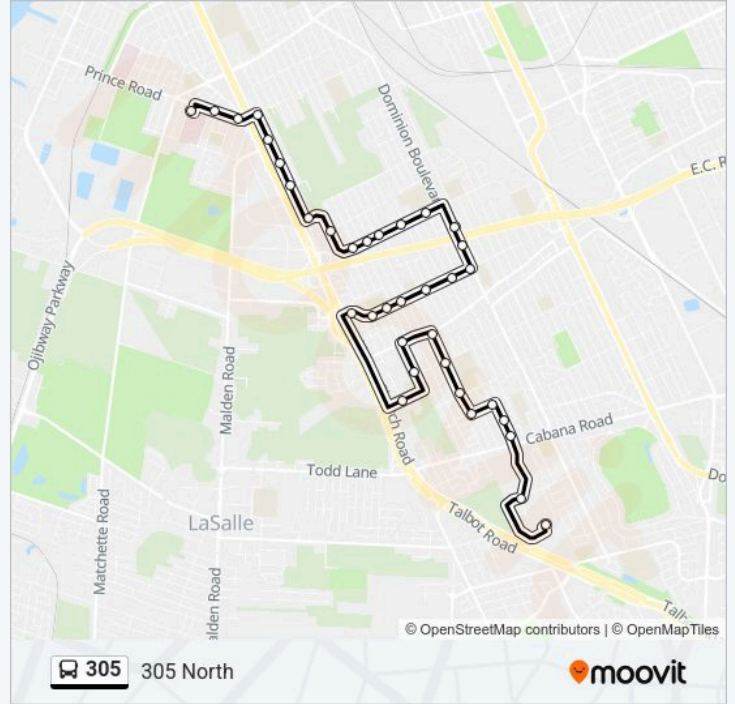 Prince Road
Dominion Bouleva
E.C. R
Ojibway Parkway
Malden Road
ch Road
Cabana Road
Todd Lane
Do
Matchette Road
LaSalle
Talbot Road
alden Road
Talb
© OpenStreetMap contributors | © OpenMapTiles
305 305 North
moovit